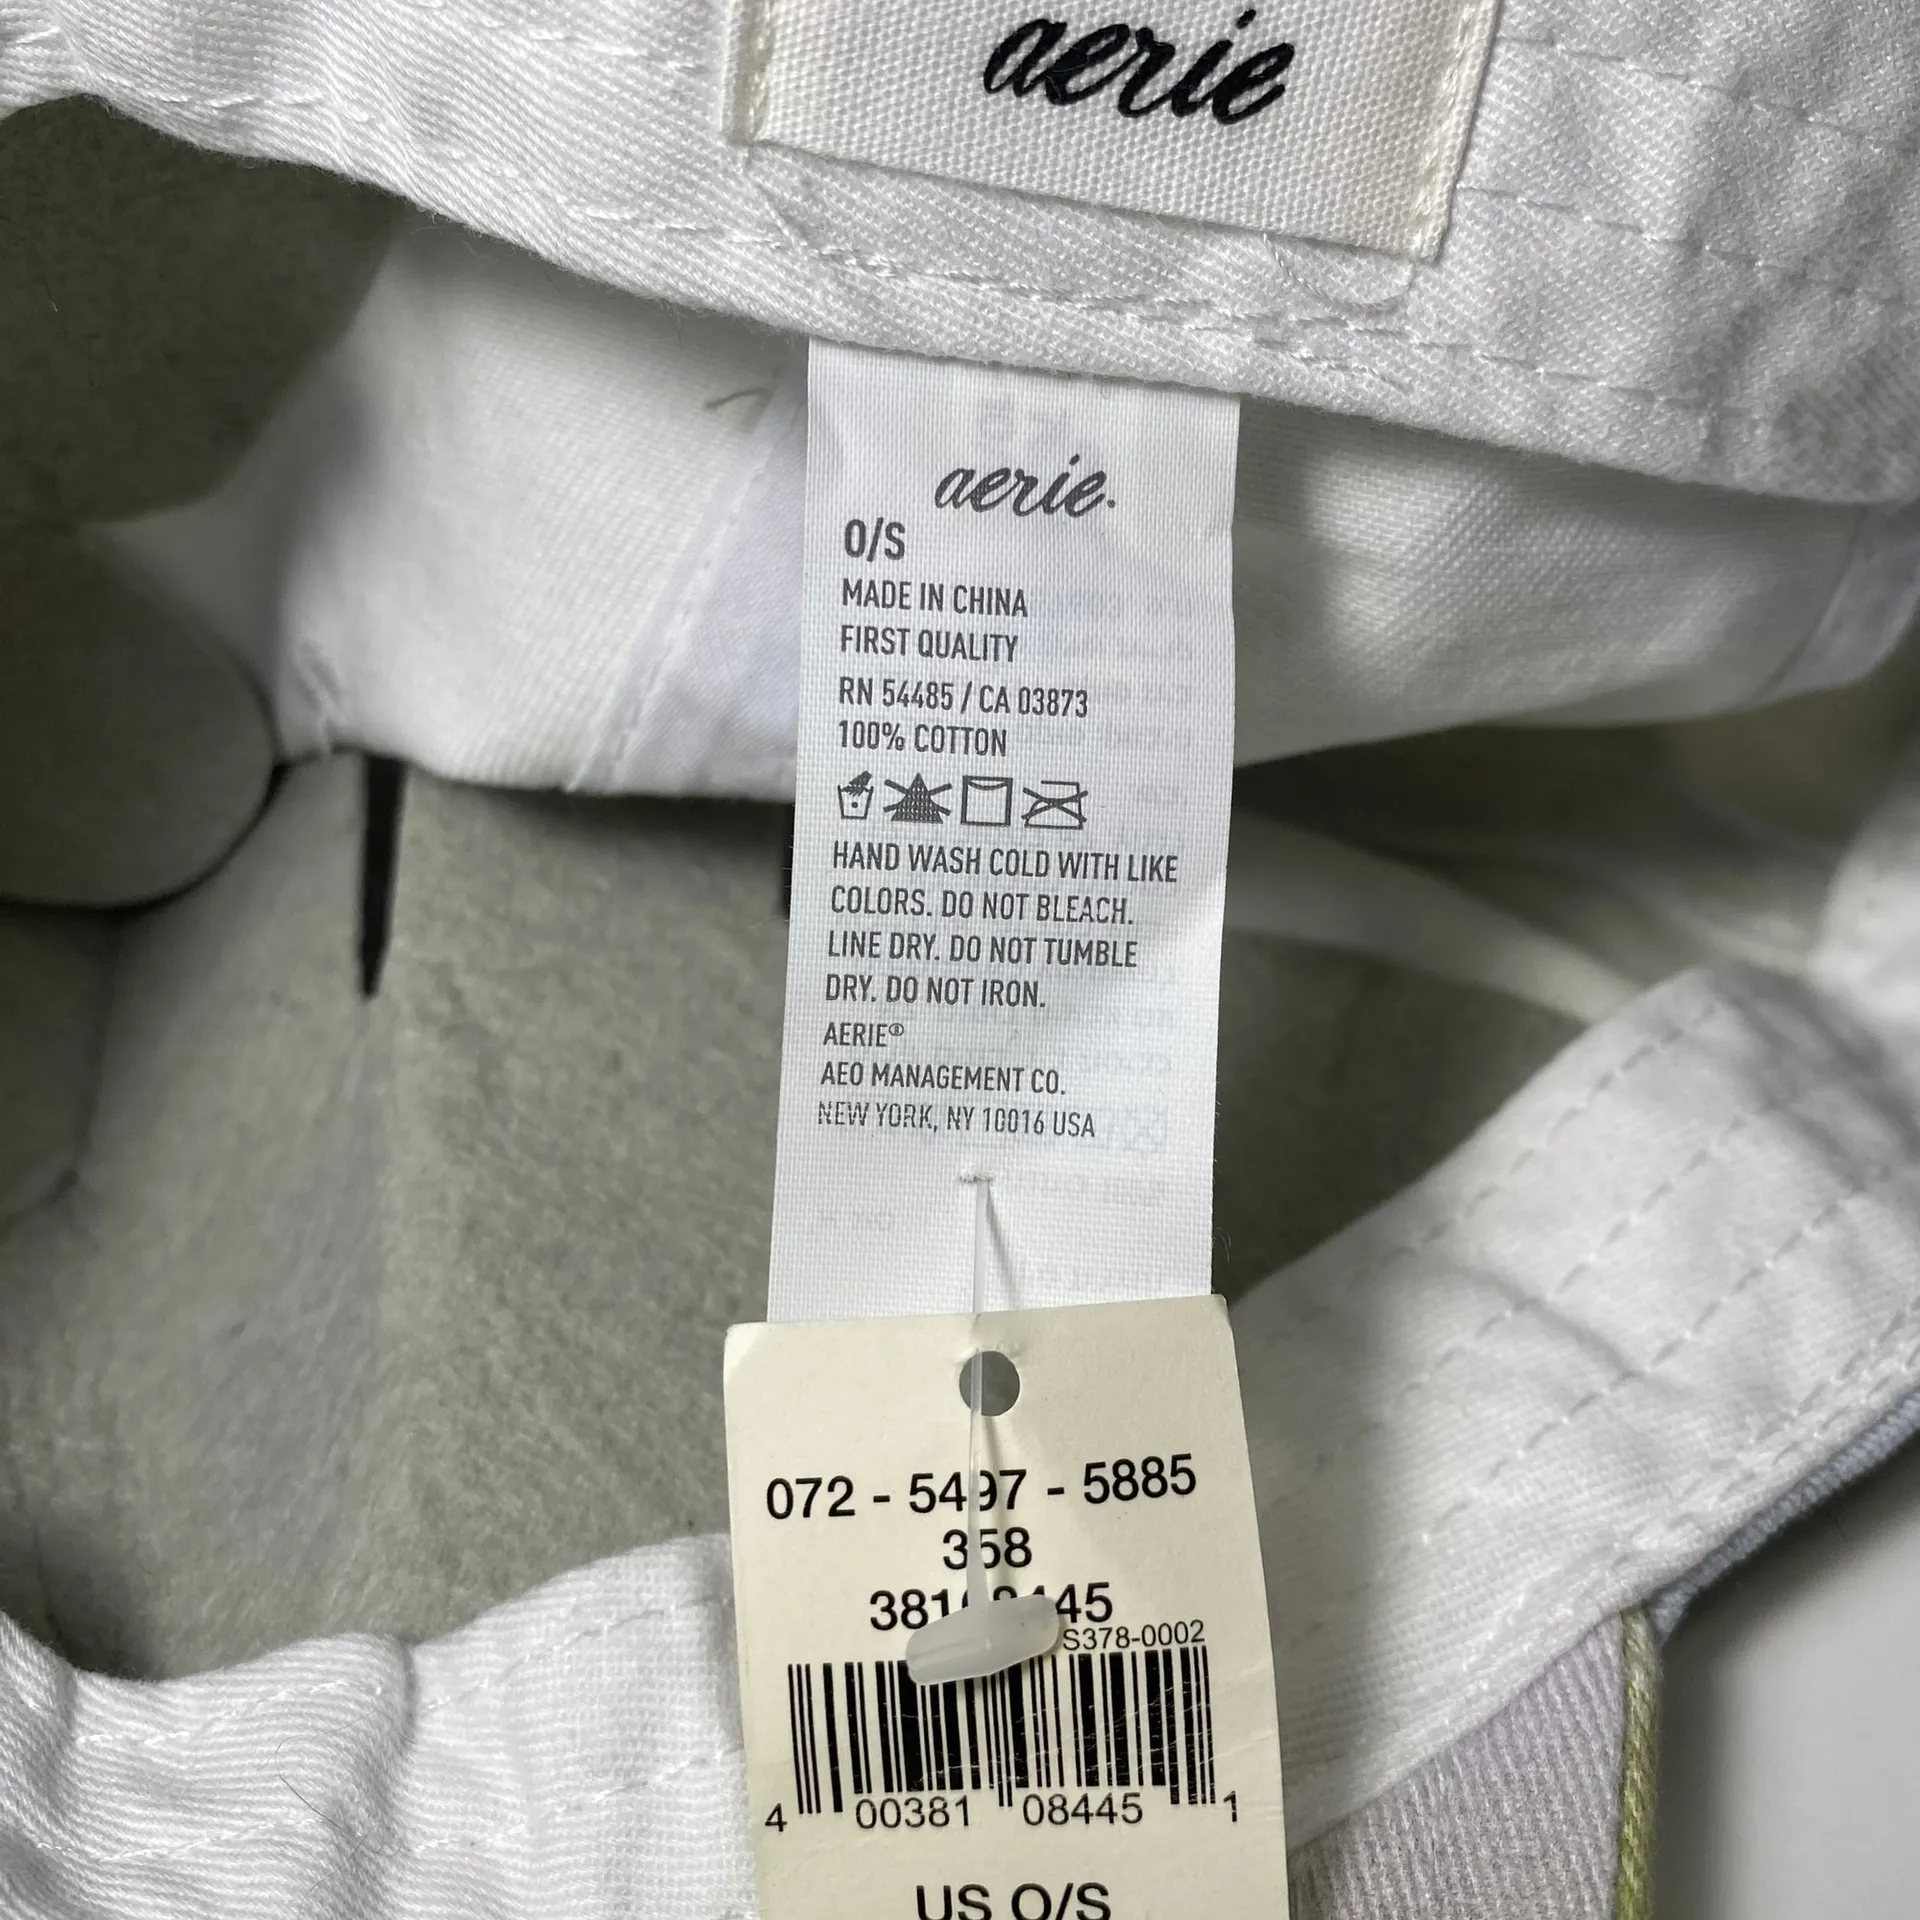 aerie
aerie.
O/S
MADE IN CHINA
FIRST QUALITY
RN 54485 / CA 03873
100% COTTON
HAND WASH COLD WITH LIKE
COLORS. DO NOT BLEACH.
LINE DRY. DO NOT TUMBLE
DRY. DO NOT IRON.
AERIE®
AEO MANAGEMENT CO.
NEW YORK, NY 10016 USA
072 - 5497 - 5885
358
S378-0002
4 00381 08445 1
US O/S